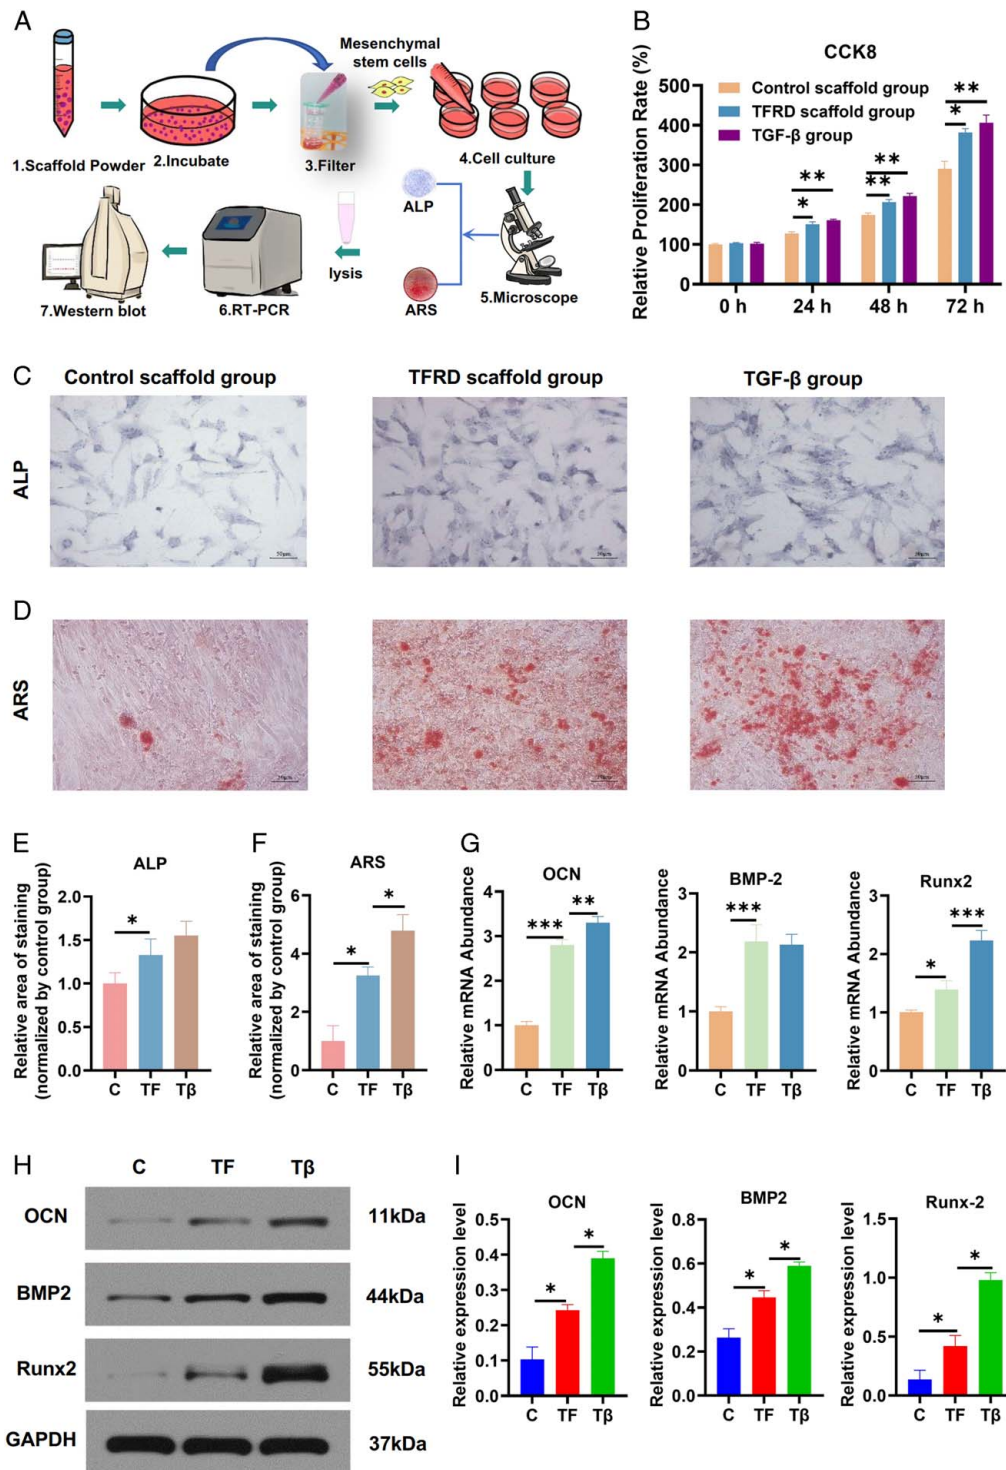 A
Mesenchymal
stem cells
1.Scaffold Powder
2.Incubate
3.Filter
4.Cell culture
ALP
ARS
lysis
5.Microscope
6.RT-PCR
7.Western blot
B
CCK8
Relative Proliferation Rate (%)
500
400
300
200
100
0
Control scaffold group
TFRD scaffold group
TGF-β group
* **
** **
* **
0 h 24 h 48 h 72 h
C
Control scaffold group TFRD scaffold group TGF-β group
ALP
D
ARS
E
ALP
Relative area of staining
(normalized by control group)
2.0
1.5
1.0
0.5
0.0
*
C TF Tβ
F
ARS
Relative area of staining
(normalized by control group)
6
4
2
0
*
*
C TF Tβ
G
OCN
Relative mRNA Abundance
4
3
2
1
0
***
**
C TF Tβ
BMP-2
Relative mRNA Abundance
3
2
1
0
***
C TF Tβ
Runx2
Relative mRNA Abundance
3
2
1
0
*
***
C TF Tβ
H
C TF Tβ
OCN 11kDa
BMP2 44kDa
Runx2 55kDa
GAPDH 37kDa
I
OCN
Relative expression level
0.5
0.4
0.3
0.2
0.1
0.0
*
*
C TF Tβ
BMP2
Relative expression level
0.8
0.6
0.4
0.2
0.0
*
*
C TF Tβ
Runx-2
Relative expression level
1.5
1.0
0.5
0.0
*
*
C TF Tβ